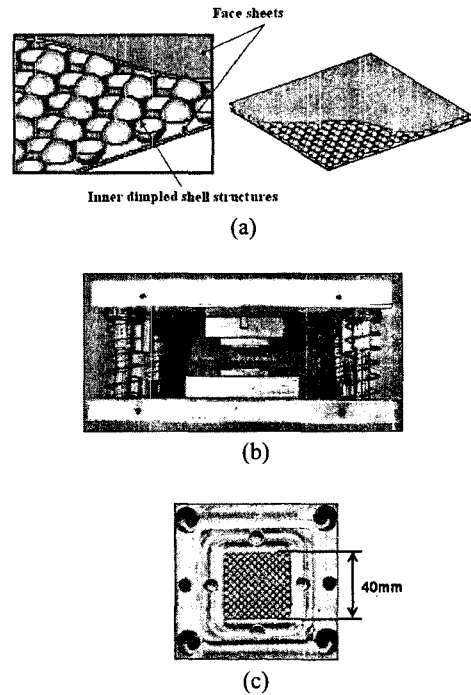 Face sheets
Inner dimpled shell structures
(a)
(b)
40mm
(c)